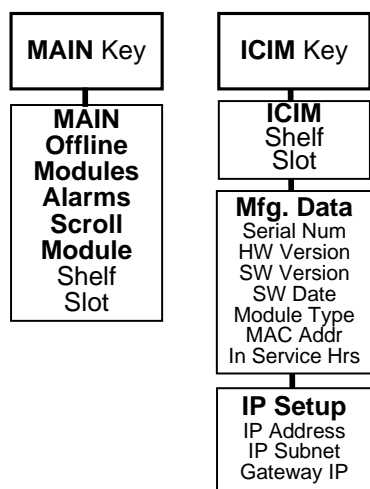 MAIN Key
MAIN
Offline
Modules
Alarms
Scroll
Module
Shelf
Slot
ICIM Key
ICIM
Shelf
Slot
Mfg. Data
Serial Num
HW Version
SW Version
SW Date
Module Type
MAC Addr
In Service Hrs
IP Setup
IP Address
IP Subnet
Gateway IP